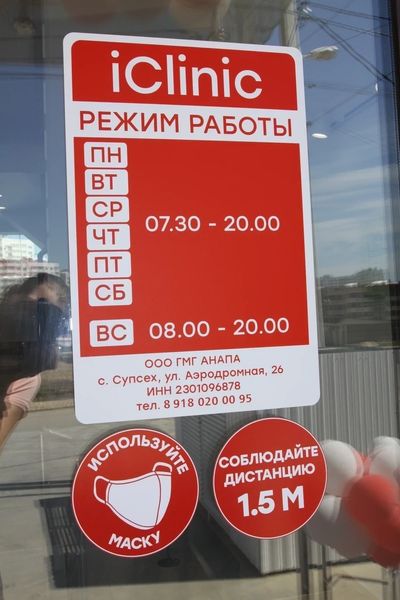 iClinic
РЕЖИМ РАБОТЫ
ПН
ВТ
СР
ЧТ
ПТ
СБ
07.30 - 20.00
ВС 08.00 - 20.00
ООО ГМГ АНАПА
с. Супсех, ул. Аэродромная, 26
ИНН 2301096878
тел. 8 918 020 00 95
ИСПОЛЬЗУЙТЕ
МАСКУ
СОБЛЮДАЙТЕ
ДИСТАНЦИЮ
1.5 М